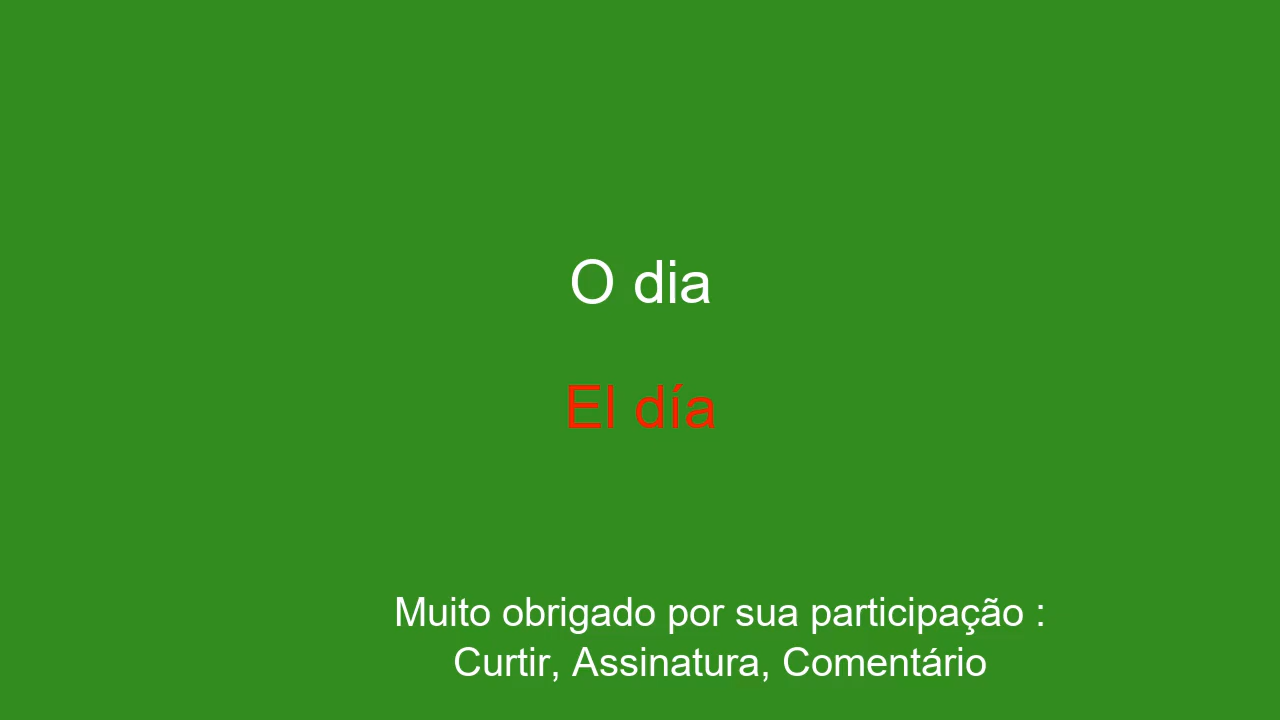 O dia
El día
Muito obrigado por sua participação :
Curtir, Assinatura, Comentário